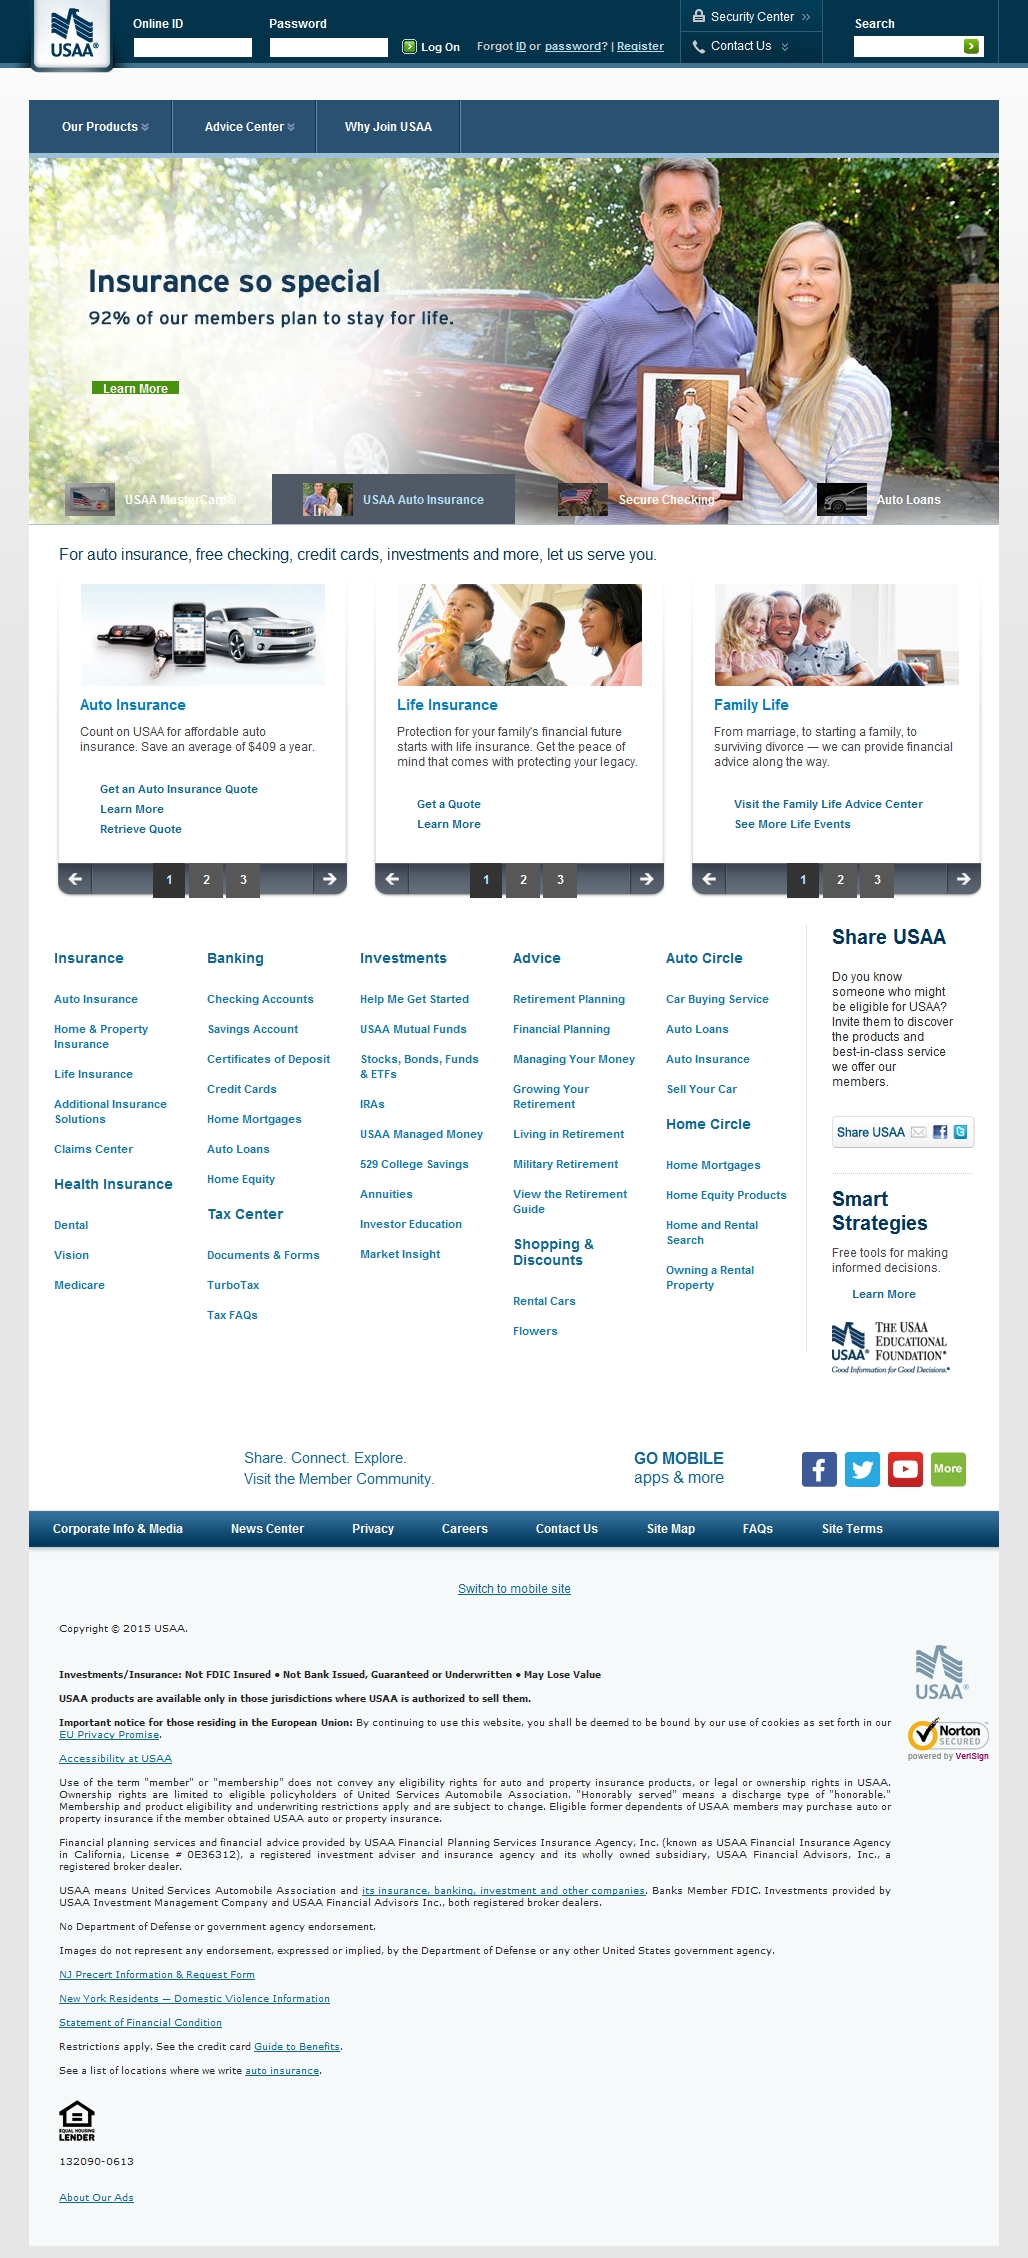 USAA®
Online ID
Password
Log On
Forgot ID or password? | Register
Security Center
Contact Us
Search
Our Products
Advice Center
Why Join USAA
Insurance so special
92% of our members plan to stay for life.
Learn More
USAA MasterCard®
USAA Auto Insurance
Secure Checking
Auto Loans
For auto insurance, free checking, credit cards, investments and more, let us serve you.
Auto Insurance
Count on USAA for affordable auto
insurance. Save an average of $409 a year.
Get an Auto Insurance Quote
Learn More
Retrieve Quote
1 2 3
Life Insurance
Protection for your family's financial future
starts with life insurance. Get the peace of
mind that comes with protecting your legacy.
Get a Quote
Learn More
1 2 3
Family Life
From marriage, to starting a family, to
surviving divorce — we can provide financial
advice along the way.
Visit the Family Life Advice Center
See More Life Events
1 2 3
Insurance
Auto Insurance
Home & Property
Insurance
Life Insurance
Additional Insurance
Solutions
Claims Center
Health Insurance
Dental
Vision
Medicare
Banking
Checking Accounts
Savings Account
Certificates of Deposit
Credit Cards
Home Mortgages
Auto Loans
Home Equity
Tax Center
Documents & Forms
TurboTax
Tax FAQs
Investments
Help Me Get Started
USAA Mutual Funds
Stocks, Bonds, Funds
& ETFs
IRAs
USAA Managed Money
529 College Savings
Annuities
Investor Education
Market Insight
Advice
Retirement Planning
Financial Planning
Managing Your Money
Growing Your
Retirement
Living in Retirement
Military Retirement
View the Retirement
Guide
Shopping &
Discounts
Rental Cars
Flowers
Auto Circle
Car Buying Service
Auto Loans
Auto Insurance
Sell Your Car
Home Circle
Home Mortgages
Home Equity Products
Home and Rental
Search
Owning a Rental
Property
Share USAA
Do you know
someone who might
be eligible for USAA?
Invite them to discover
the products and
best-in-class service
we offer our
members.
Share USAA
Smart
Strategies
Free tools for making
informed decisions.
Learn More
USAA®
THE USAA
EDUCATIONAL
FOUNDATION®
Good Information for Good Decisions.®
Share. Connect. Explore.
Visit the Member Community.
GO MOBILE
apps & more
More
Corporate Info & Media
News Center
Privacy
Careers
Contact Us
Site Map
FAQs
Site Terms
Switch to mobile site
Copyright © 2015 USAA.
USAA®
Norton
SECURED
powered by VeriSign
Investments/Insurance: Not FDIC Insured • Not Bank Issued, Guaranteed or Underwritten • May Lose Value
USAA products are available only in those jurisdictions where USAA is authorized to sell them.
Important notice for those residing in the European Union: By continuing to use this website, you shall be deemed to be bound by our use of cookies as set forth in our
EU Privacy Promise.
Accessibility at USAA
Use of the term "member" or "membership" does not convey any eligibility rights for auto and property insurance products, or legal or ownership rights in USAA.
Ownership rights are limited to eligible policyholders of United Services Automobile Association. "Honorably served" means a discharge type of "honorable."
Membership and product eligibility and underwriting restrictions apply and are subject to change. Eligible former dependents of USAA members may purchase auto or
property insurance if the member obtained USAA auto or property insurance.
Financial planning services and financial advice provided by USAA Financial Planning Services Insurance Agency, Inc. (known as USAA Financial Insurance Agency
in California, License # 0E36312), a registered investment adviser and insurance agency and its wholly owned subsidiary, USAA Financial Advisors, Inc., a
registered broker dealer.
USAA means United Services Automobile Association and its insurance, banking, investment and other companies. Banks Member FDIC. Investments provided by
USAA Investment Management Company and USAA Financial Advisors Inc., both registered broker dealers.
No Department of Defense or government agency endorsement.
Images do not represent any endorsement, expressed or implied, by the Department of Defense or any other United States government agency.
NJ Precert Information & Request Form
New York Residents — Domestic Violence Information
Statement of Financial Condition
Restrictions apply. See the credit card Guide to Benefits.
See a list of locations where we write auto insurance.
EQUAL HOUSING
LENDER
132090-0613
About Our Ads